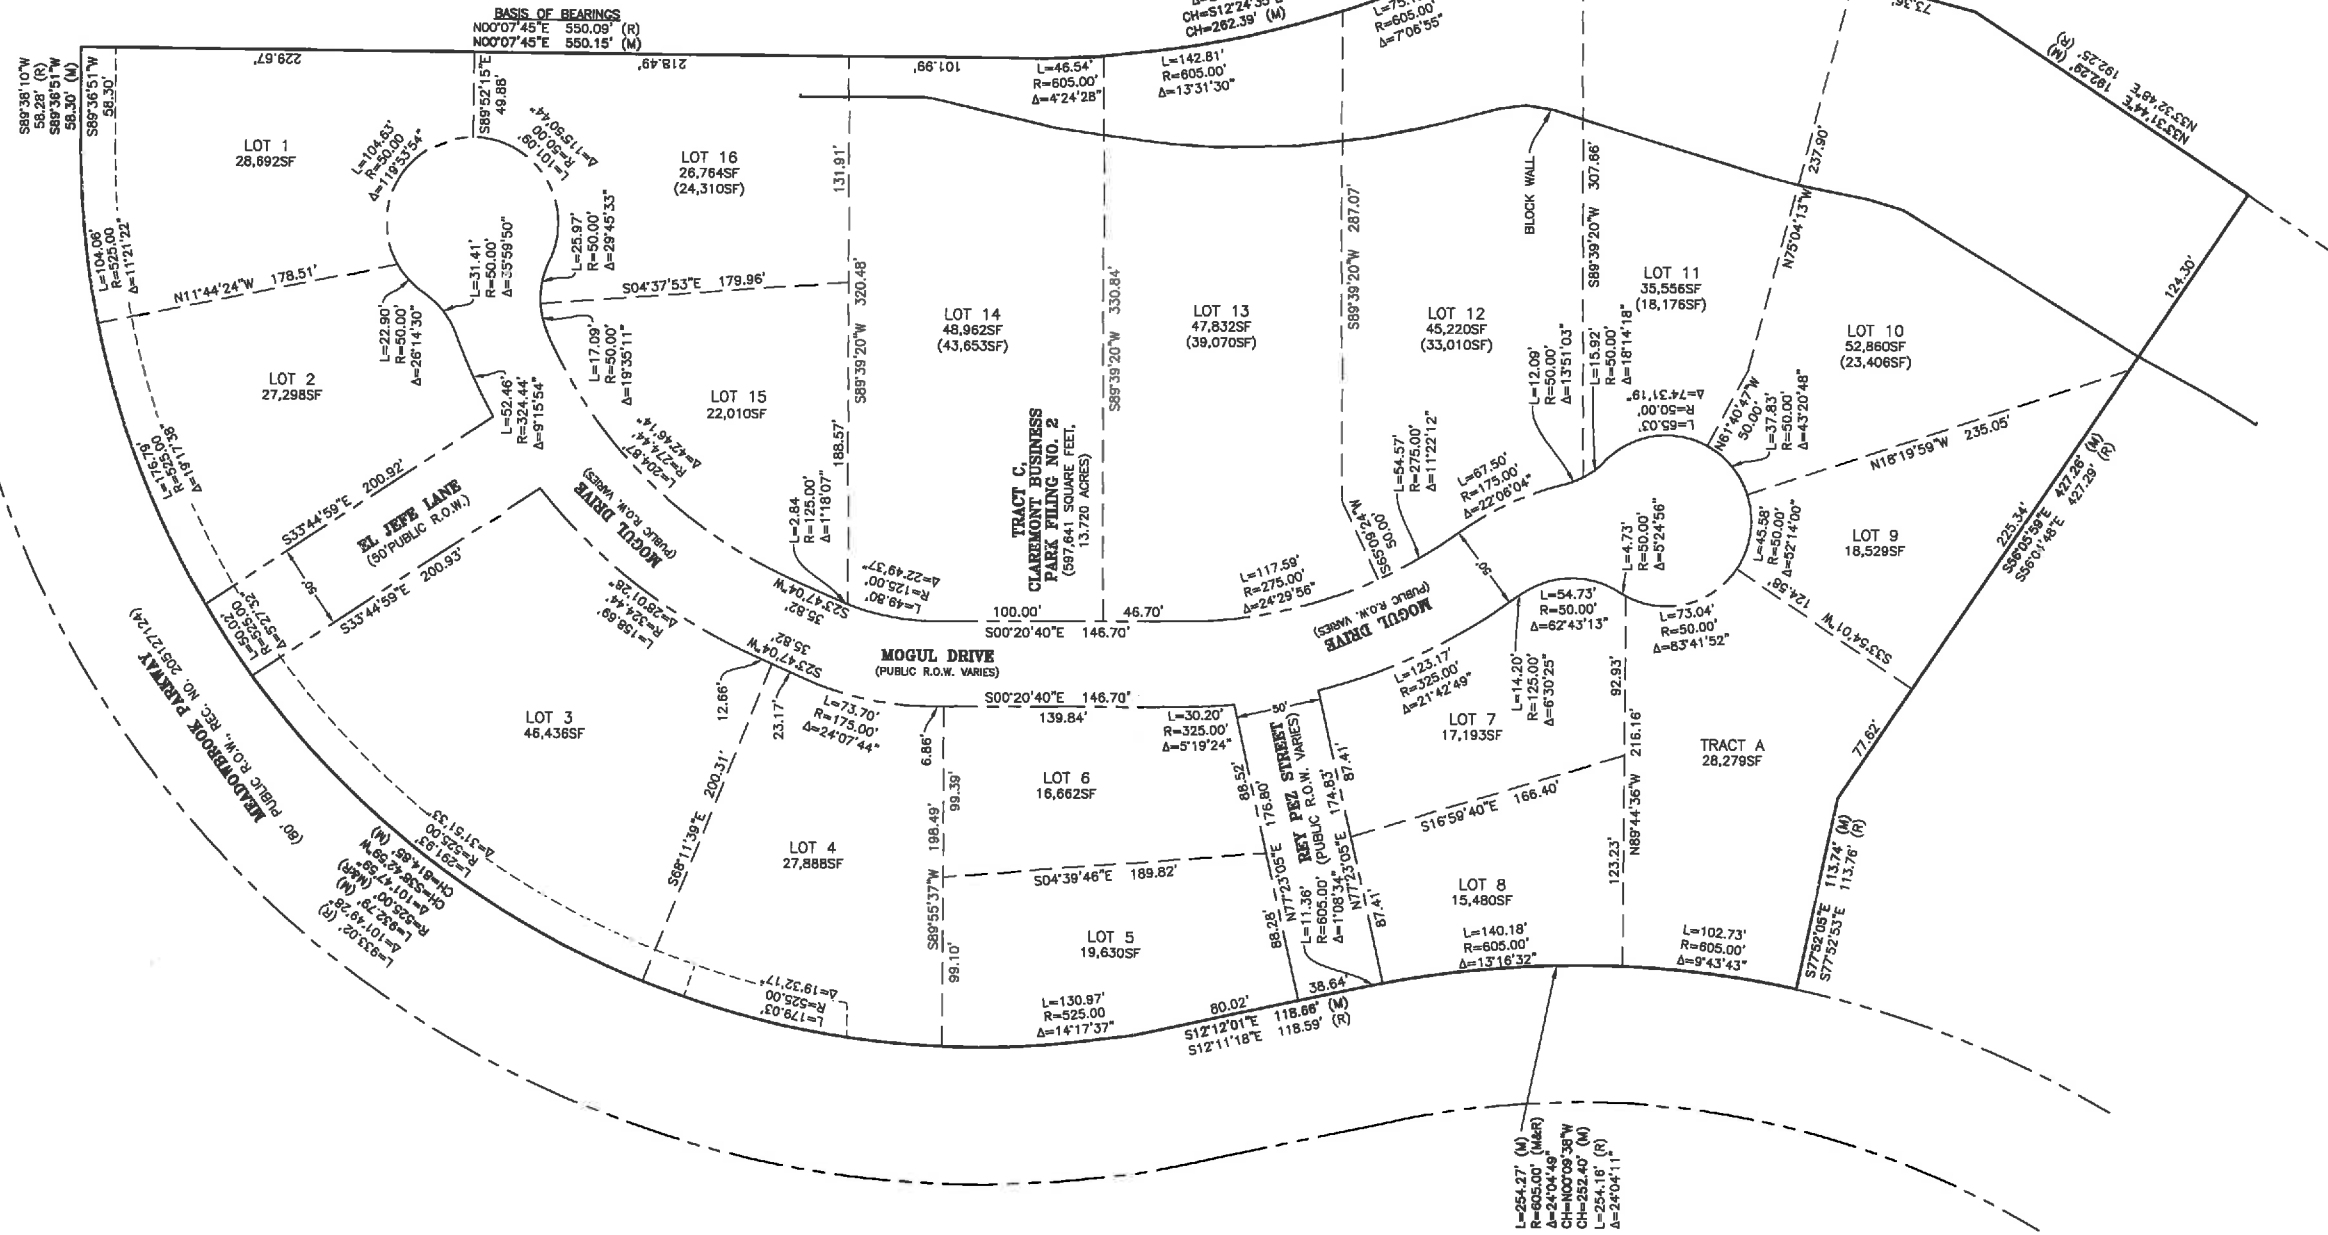 BASIS OF BEARINGS
N00°07'45"E 550.09' (R)
N00°07'45"E 550.15' (M)
CH=S12°24'35"
CH=262.39' (M)
R=605.00'
Δ=7°06'55"
73.36'
N33°31'44"E 192.29' (M)
N33°32'48"E 192.25' (R)
S89°38'10"W
58.28' (R)
S89°36'51"W
58.30' (M)
S89°36'51"W
58.30'
229.67'
S89°52'15"E
49.88'
218.49'
101.99'
L=46.54'
R=605.00'
Δ=4°24'28"
L=142.81'
R=605.00'
Δ=13°31'30"
LOT 1
28,692SF
L=104.63'
R=50.00
Δ=119°53'54"
L=101.09'
R=50.00
Δ=115°50'44"
LOT 16
26,764SF
(24,310SF)
131.91'
S89°39'20"W 320.48'
188.57'
L=104.06'
R=525.00
Δ=11°21'22"
N11°44'24"W 178.51'
L=31.41'
R=50.00'
Δ=35°59'50"
L=25.97'
R=50.00'
Δ=29°45'33"
S04°37'53"E 179.96'
L=22.90'
R=50.00'
Δ=26°14'30"
L=17.09'
R=50.00'
Δ=19°35'11"
LOT 2
27,298SF
L=52.46'
R=324.44'
Δ=9°15'54"
LOT 15
22,010SF
L=204.87'
R=274.44'
Δ=42°46'14"
LOT 14
48,962SF
(43,653SF)
S89°39'20"W 330.84'
LOT 13
47,832SF
(39,070SF)
S89°39'20"W 287.07'
LOT 12
45,220SF
(33,010SF)
BLOCK WALL
S89°39'20"W 307.66'
LOT 11
35,556SF
(18,176SF)
N75°04'13"W 237.90'
LOT 10
52,860SF
(23,406SF)
124.30'
L=12.09'
R=50.00'
Δ=13°51'03"
L=15.92'
R=50.00'
Δ=18°14'18"
L=65.03'
R=50.00'
Δ=74°31'19"
N61°40'47"W
50.00'
L=37.83'
R=50.00'
Δ=43°20'48"
N18°19'59"W 235.05'
225.34'
S56°05'59"E 427.26' (M)
S56°04'48"E 427.29' (R)
L=176.79'
R=525.00'
Δ=19°17'38"
S33°44'59"E 200.92'
EL JEFE LANE
(50' PUBLIC R.O.W.)
50'
S33°44'59"E 200.93'
L=50.02'
R=525.00'
Δ=5°27'32"
MOGUL DRIVE
(PUBLIC R.O.W. VARIES)
L=158.69'
R=324.44'
Δ=28°01'28"
L=2.84
R=125.00'
Δ=1°18'07"
S23°47'04"W
35.82'
L=49.80'
R=125.00'
Δ=22°49'37"
TRACT C,
CLAREMONT BUSINESS
PARK FILING NO. 2
(597,641 SQUARE FEET,
13.720 ACRES)
100.00'
46.70'
S00°20'40"E 146.70'
L=117.59'
R=275.00'
Δ=24°29'56"
S65°09'24"W
50.00'
L=54.57'
R=275.00'
Δ=11°22'12"
L=67.50'
R=175.00'
Δ=22°06'04"
MOGUL DRIVE
(PUBLIC R.O.W. VARIES)
50'
L=4.73'
R=50.00'
Δ=5°24'56"
L=45.58'
R=50.00'
Δ=52°14'00"
LOT 9
18,529SF
S33°54'01"W 124.58'
L=54.73'
R=50.00'
Δ=62°43'13"
L=73.04'
R=50.00'
Δ=83°41'52"
MEADOWBROOK PARKWAY
(80' PUBLIC R.O.W., REC. NO. 205127124)
LOT 3
46,436SF
S23°47'04"W
35.82'
12.66'
23.17'
S68°11'39"E 200.31'
MOGUL DRIVE
(PUBLIC R.O.W. VARIES)
L=73.70'
R=175.00'
Δ=24°07'44"
S00°20'40"E 146.70'
6.86'
139.84'
L=30.20'
R=325.00'
Δ=5°19'24"
50'
L=123.17'
R=325.00'
Δ=21°42'49"
L=14.20'
R=125.00'
Δ=6°30'25"
92.93'
LOT 7
17,193SF
N89°44'36"W 216.16'
TRACT A
28,279SF
77.62'
LOT 6
16,662SF
88.52'
N77°23'05"E 176.80'
88.28'
REY PEZ STREET
(PUBLIC R.O.W. VARIES)
N77°23'05"E 174.83'
87.41'
87.41'
S16°59'40"E 166.40'
L=11.36'
R=605.00'
Δ=1°08'34"
LOT 4
27,888SF
99.39'
S89°55'37"W 198.49'
99.10'
S04°39'46"E 189.82'
LOT 5
19,630SF
LOT 8
15,480SF
123.23'
S77°52'05"E 113.74' (M)
S77°52'53"E 113.76' (R)
L=291.93'
R=525.00
Δ=31°51'33"
L=933.02' (R)
Δ=101°49'28"
L=932.79' (M)
R=525.00' (M&R)
Δ=101°47'59"
CH=S38°42'59"W
CH=814.85' (M)
L=179.03'
R=525.00
Δ=19°32'17"
L=130.97'
R=525.00
Δ=14°17'37"
80.02'
38.64'
S12°12'01"E 118.66' (M)
S12°11'18"E 118.59' (R)
L=140.18'
R=605.00'
Δ=13°16'32"
L=102.73'
R=605.00'
Δ=9°43'43"
L=254.27' (M)
R=605.00' (M&R)
Δ=24°04'49"
CH=N00°09'38"W
CH=252.40' (M)
L=254.16' (R)
Δ=24°04'11"